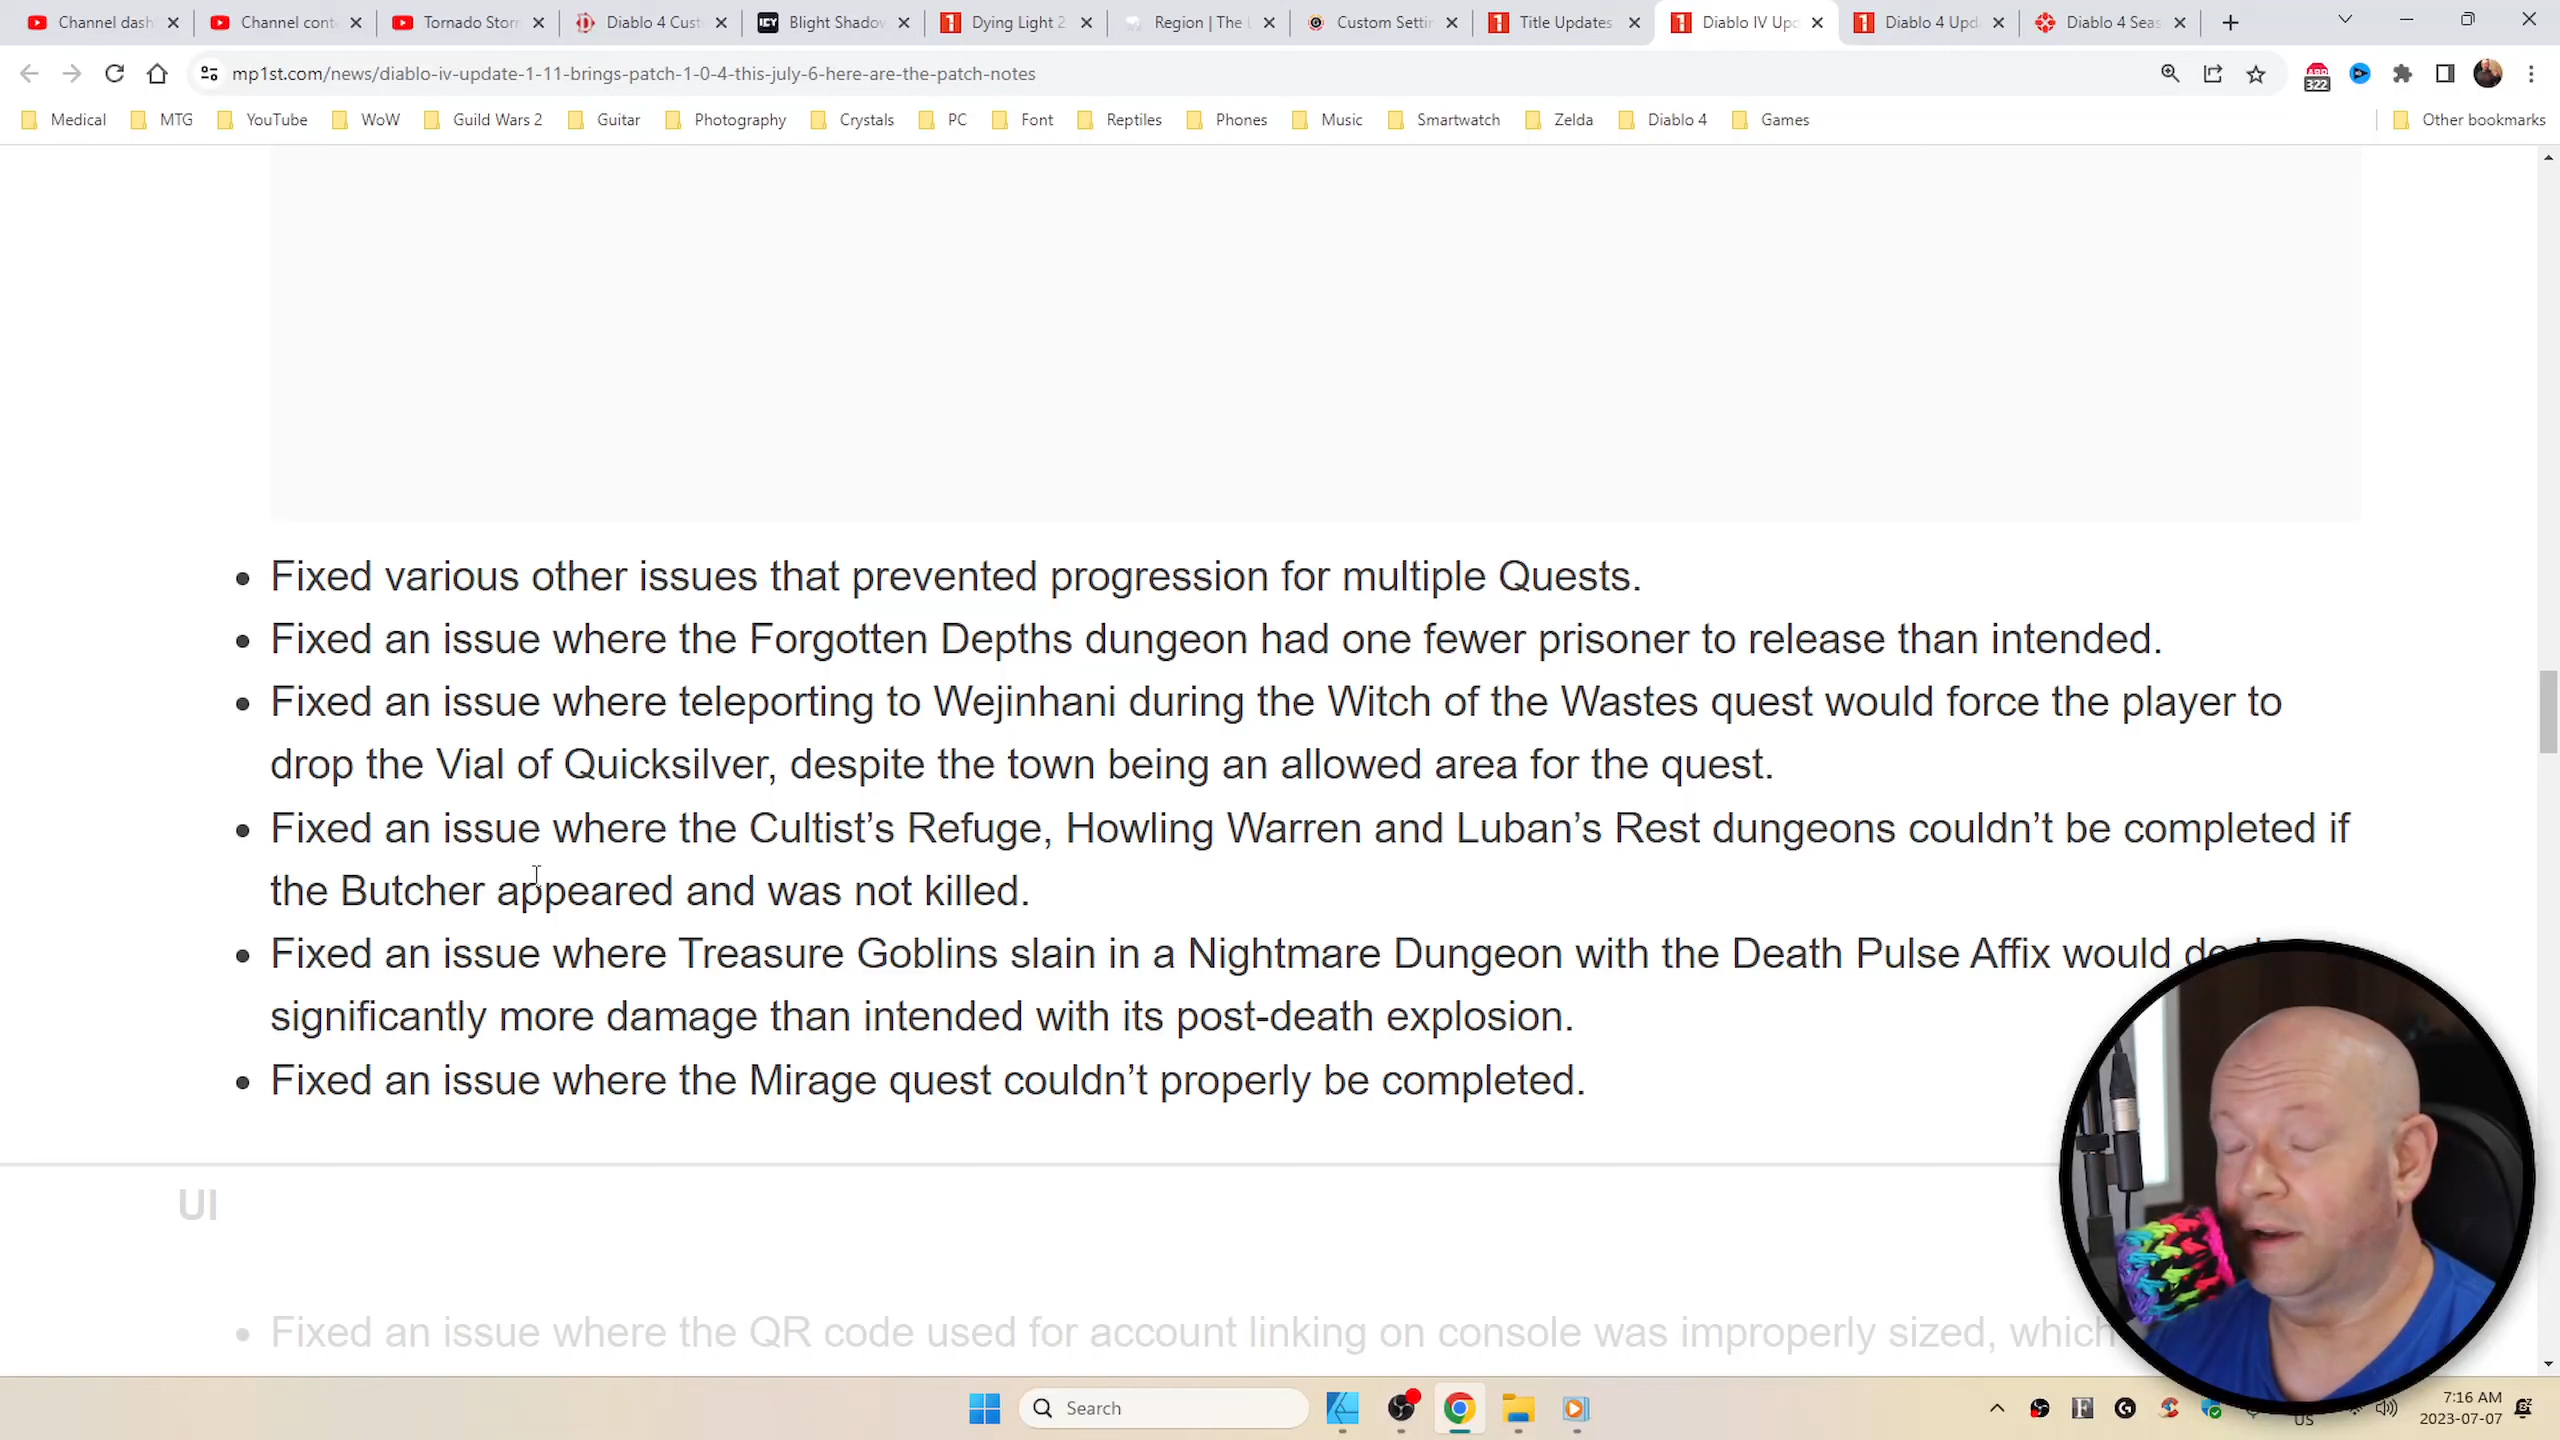 Channel dash
Channel cont
Tornado Storn
Diablo 4 Cust
Blight Shadov
Dying Light 2
Region | The L
Custom Settin
Title Updates
Diablo IV Upd
Diablo 4 Upd
Diablo 4 Seas
mp1st.com/news/diablo-iv-update-1-11-brings-patch-1-0-4-this-july-6-here-are-the-patch-notes
322
Medical
MTG
YouTube
WoW
Guild Wars 2
Guitar
Photography
Crystals
PC
Font
Reptiles
Phones
Music
Smartwatch
Zelda
Diablo 4
Games
Other bookmarks
• Fixed various other issues that prevented progression for multiple Quests.
• Fixed an issue where the Forgotten Depths dungeon had one fewer prisoner to release than intended.
• Fixed an issue where teleporting to Wejinhani during the Witch of the Wastes quest would force the player to
drop the Vial of Quicksilver, despite the town being an allowed area for the quest.
• Fixed an issue where the Cultist’s Refuge, Howling Warren and Luban’s Rest dungeons couldn’t be completed if
the Butcher appeared and was not killed.
• Fixed an issue where Treasure Goblins slain in a Nightmare Dungeon with the Death Pulse Affix would
significantly more damage than intended with its post-death explosion.
• Fixed an issue where the Mirage quest couldn’t properly be completed.
UI
• Fixed an issue where the QR code used for account linking on console was improperly sized, which
Search
US
7:16 AM
2023-07-07